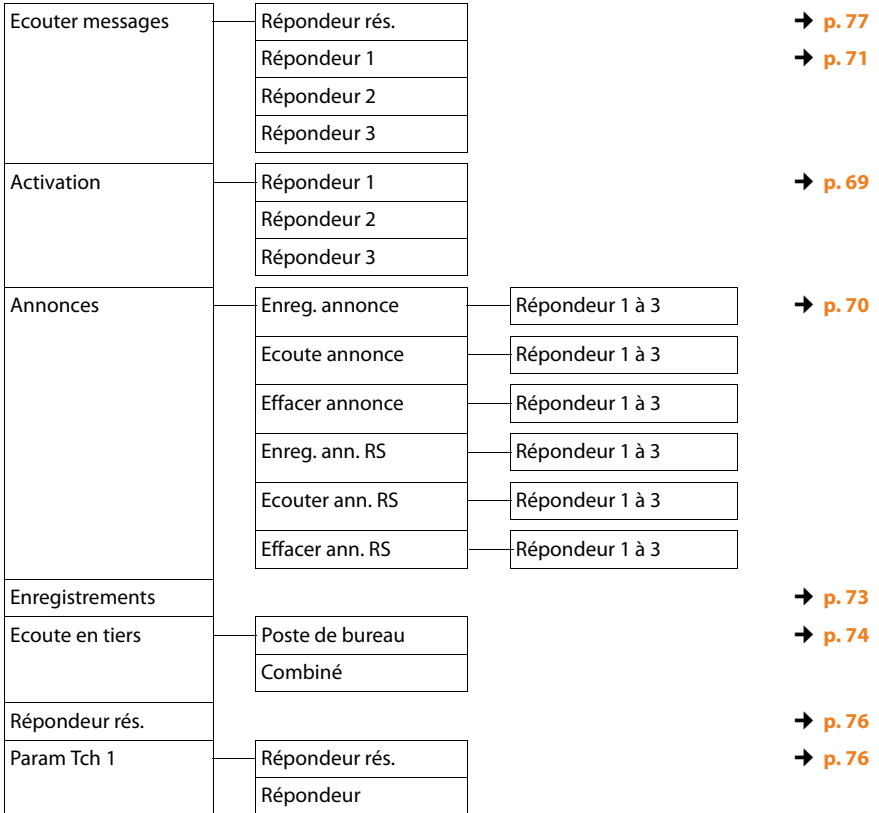 Ecouter messages Répondeur rés. ➔ p. 77
Répondeur 1 ➔ p. 71
Répondeur 2
Répondeur 3
Activation Répondeur 1 ➔ p. 69
Répondeur 2
Répondeur 3
Annonces Enreg. annonce Répondeur 1 à 3 ➔ p. 70
Ecoute annonce Répondeur 1 à 3
Effacer annonce Répondeur 1 à 3
Enreg. ann. RS Répondeur 1 à 3
Ecouter ann. RS Répondeur 1 à 3
Effacer ann. RS Répondeur 1 à 3
Enregistrements ➔ p. 73
Ecoute en tiers Poste de bureau ➔ p. 74
Combiné
Répondeur rés. ➔ p. 76
Param Tch 1 Répondeur rés. ➔ p. 76
Répondeur